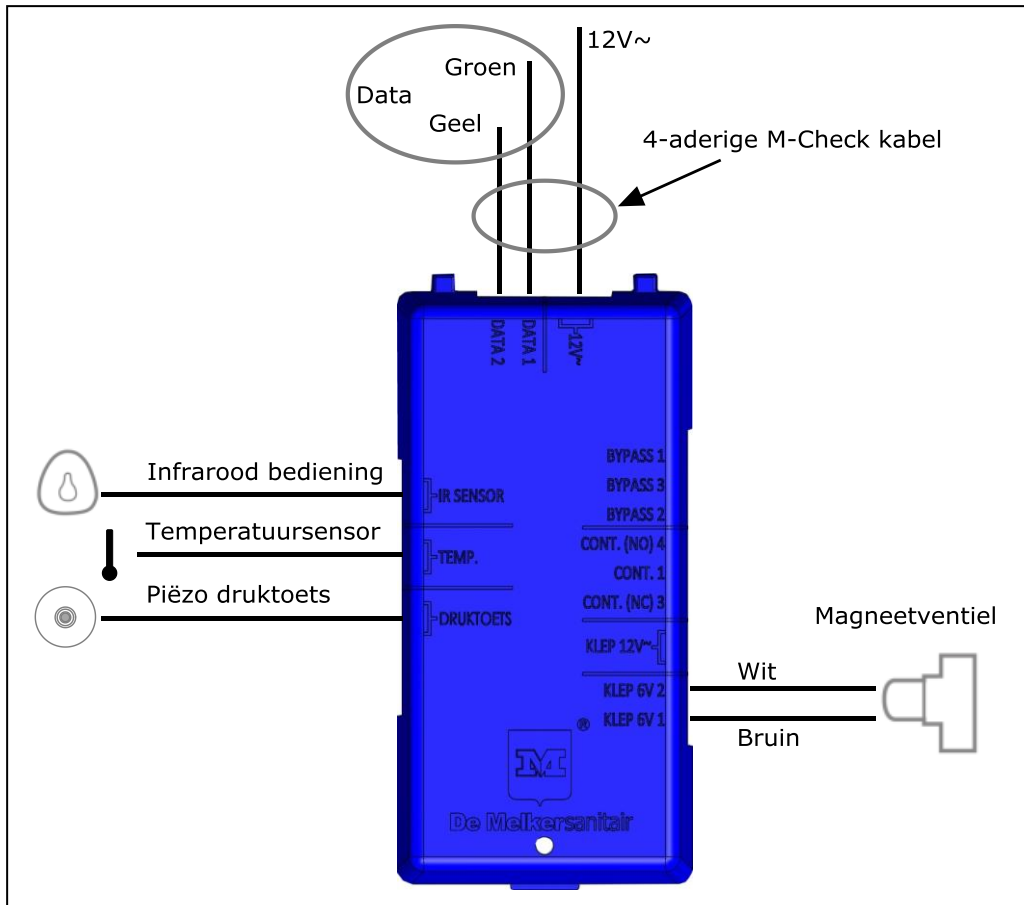 12V~
Groen
Data
Geel
4-aderige M-Check kabel
DATA 2
DATA 1
12V~
BYPASS 1
BYPASS 3
BYPASS 2
Infrarood bediening
IR SENSOR
Temperatuursensor
TEMP.
CONT. (NO) 4
CONT. 1
CONT. (NC) 3
Piëzo druktoets
DRUKTOETS
Magneetventiel
KLEP 12V~
Wit
KLEP 6V 2
KLEP 6V 1
Bruin
®
M
De Melkersanitair